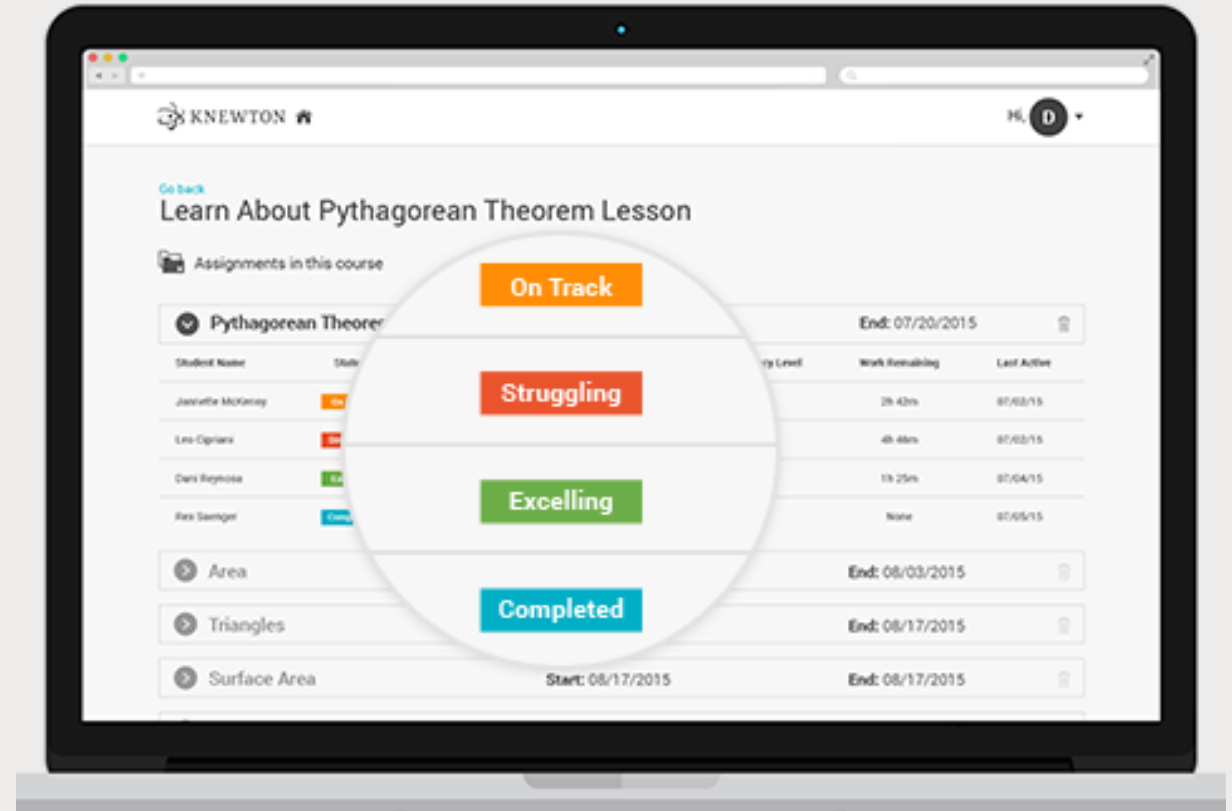 KNEWTON
Hi, D
Go back
Learn About Pythagorean Theorem Lesson
Assignments in this course
On Track
Pythagorean End: 07/20/2015
Student Name Level Work Remaining Last Active
Struggling
Jannette McKenny 2h 42m 07/02/15
Leo Cipriani 4h 46m 07/02/15
Excelling
Dani Reynosa 1h 25m 07/04/15
Rex Saenger None 07/05/15
Area End: 08/03/2015
Completed
Triangles End: 08/17/2015
Surface Area Start: 08/17/2015 End: 08/17/2015